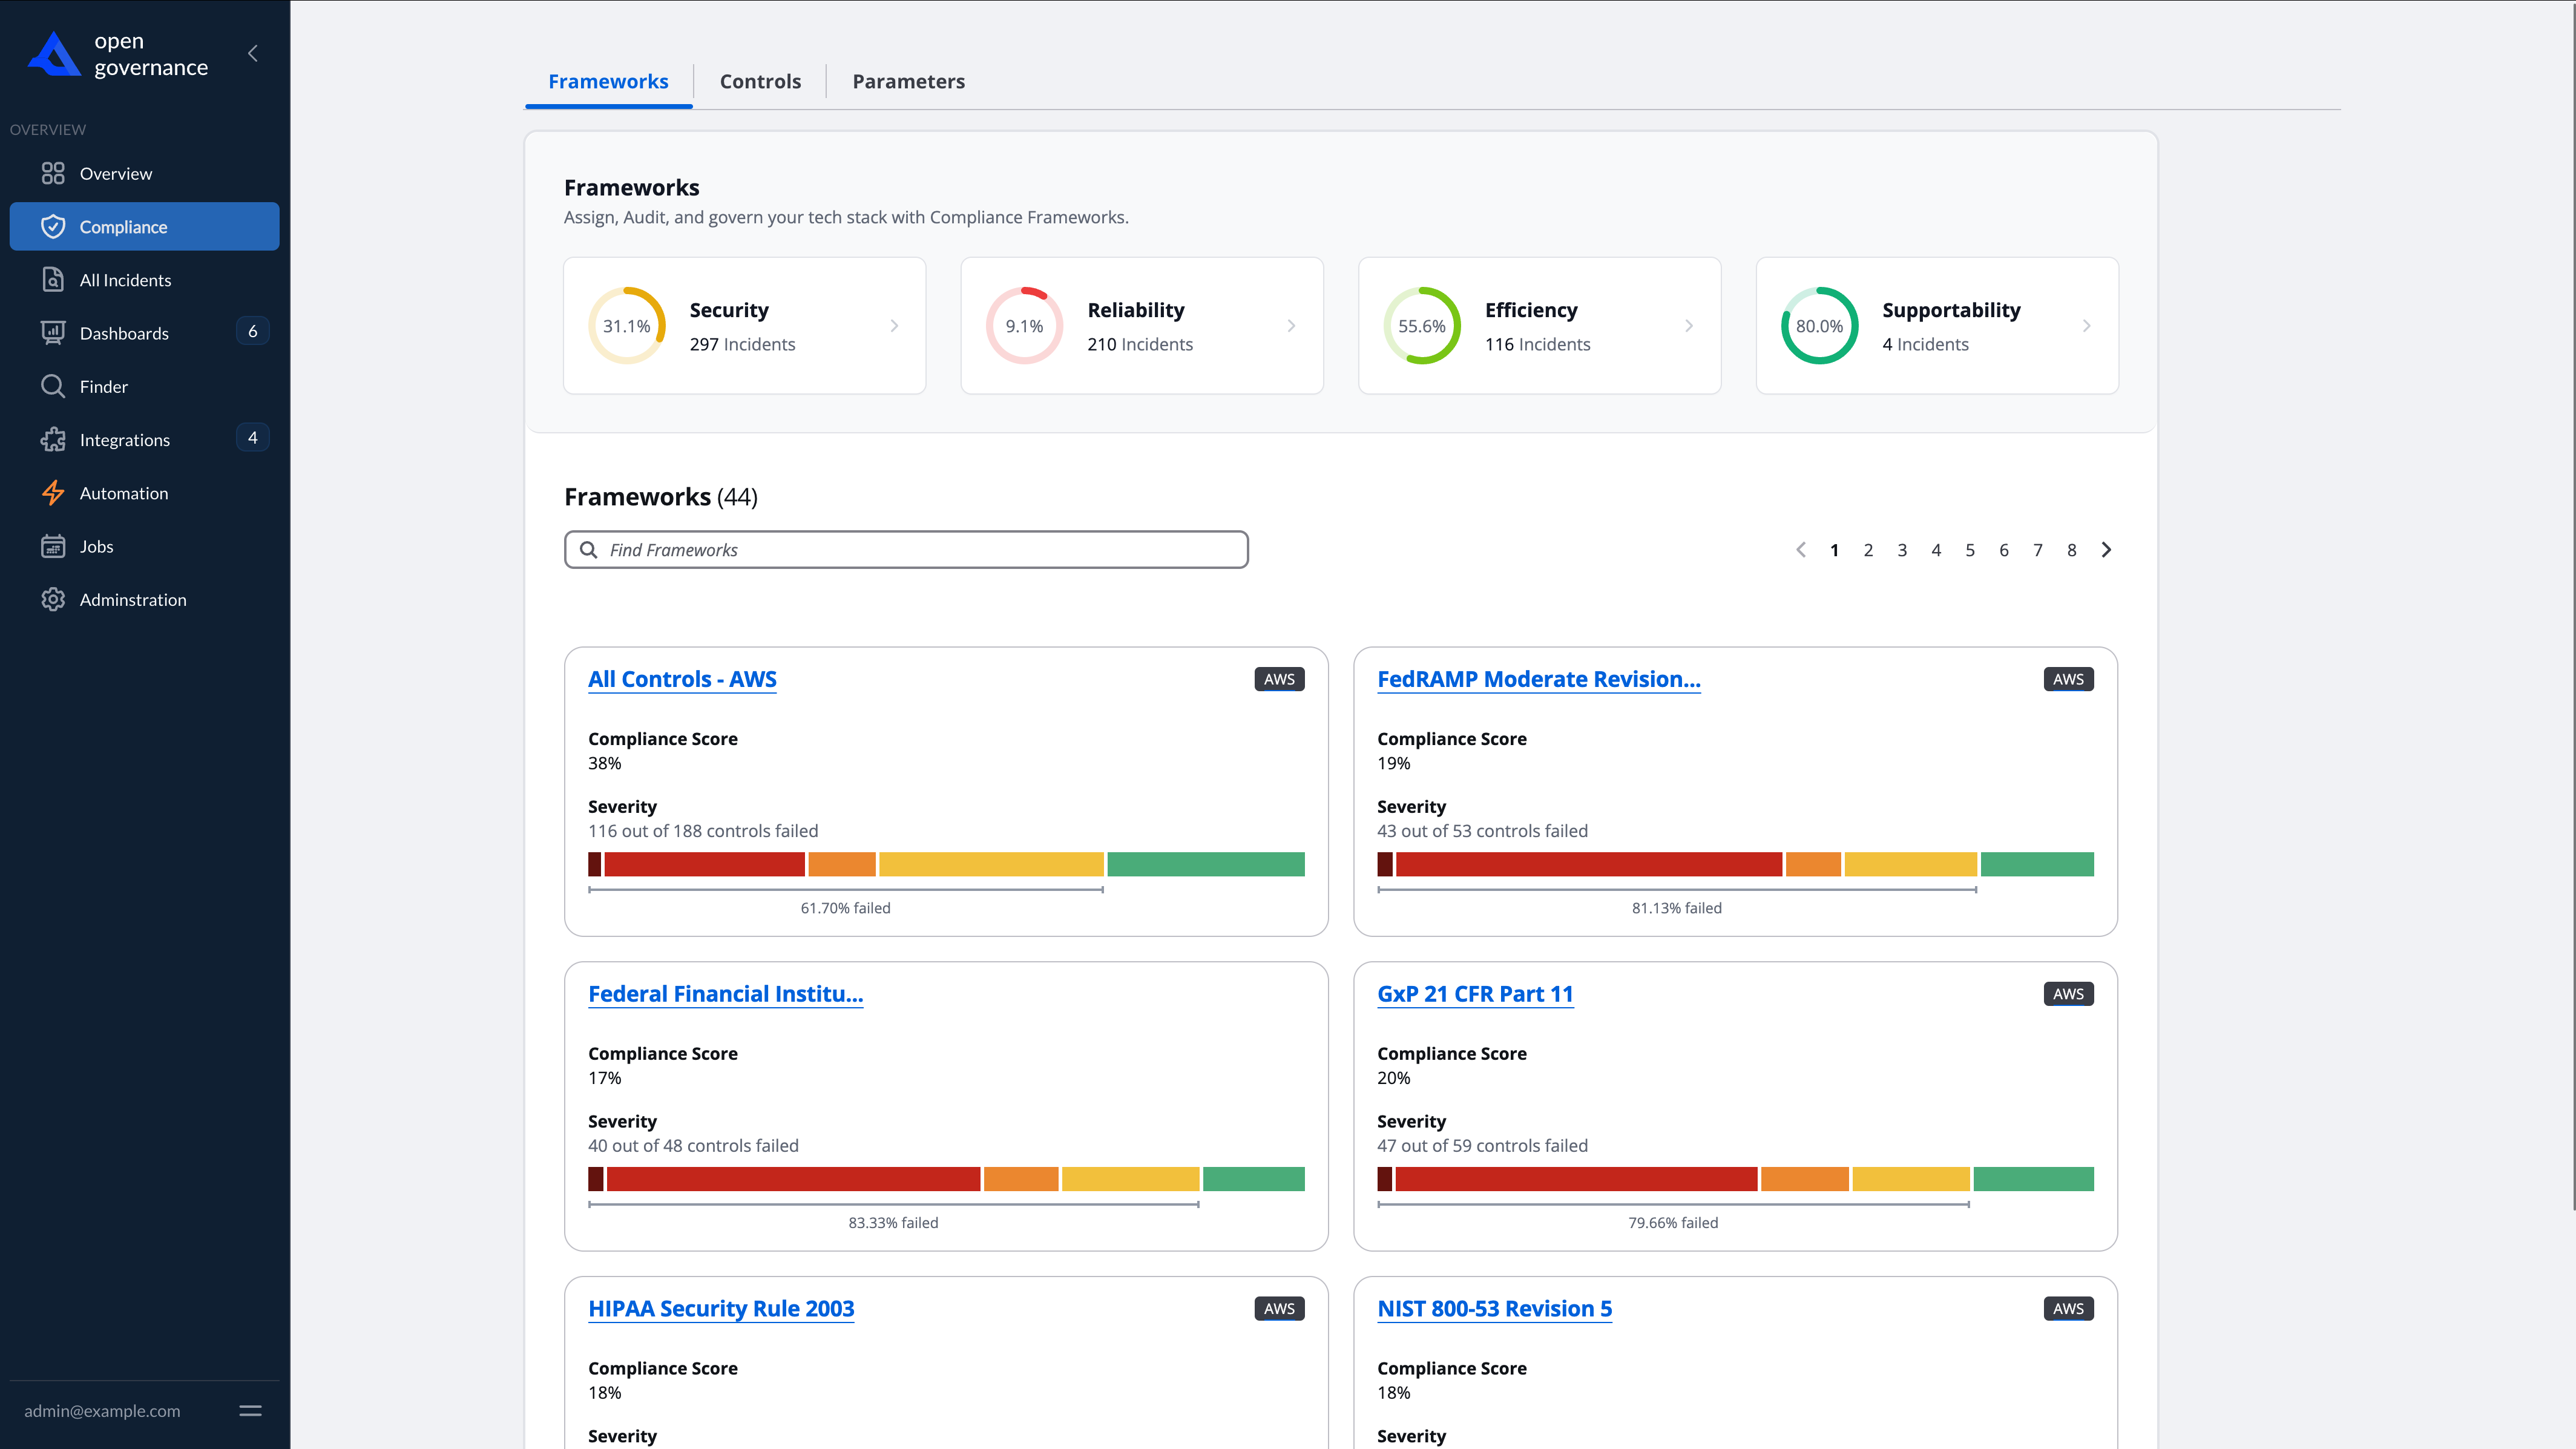 open
governance
OVERVIEW
Overview
Compliance
All Incidents
Dashboards 6
Finder
Integrations 4
Automation
Jobs
Adminstration
admin@example.com
Frameworks Controls Parameters
Frameworks
Assign, Audit, and govern your tech stack with Compliance Frameworks.
31.1% Security
297 Incidents
9.1% Reliability
210 Incidents
55.6% Efficiency
116 Incidents
80.0% Supportability
4 Incidents
Frameworks (44)
Find Frameworks
1 2 3 4 5 6 7 8
All Controls - AWS AWS
Compliance Score
38%
Severity
116 out of 188 controls failed
61.70% failed
FedRAMP Moderate Revision... AWS
Compliance Score
19%
Severity
43 out of 53 controls failed
81.13% failed
Federal Financial Institu...
Compliance Score
17%
Severity
40 out of 48 controls failed
83.33% failed
GxP 21 CFR Part 11 AWS
Compliance Score
20%
Severity
47 out of 59 controls failed
79.66% failed
HIPAA Security Rule 2003 AWS
Compliance Score
18%
Severity
NIST 800-53 Revision 5 AWS
Compliance Score
18%
Severity